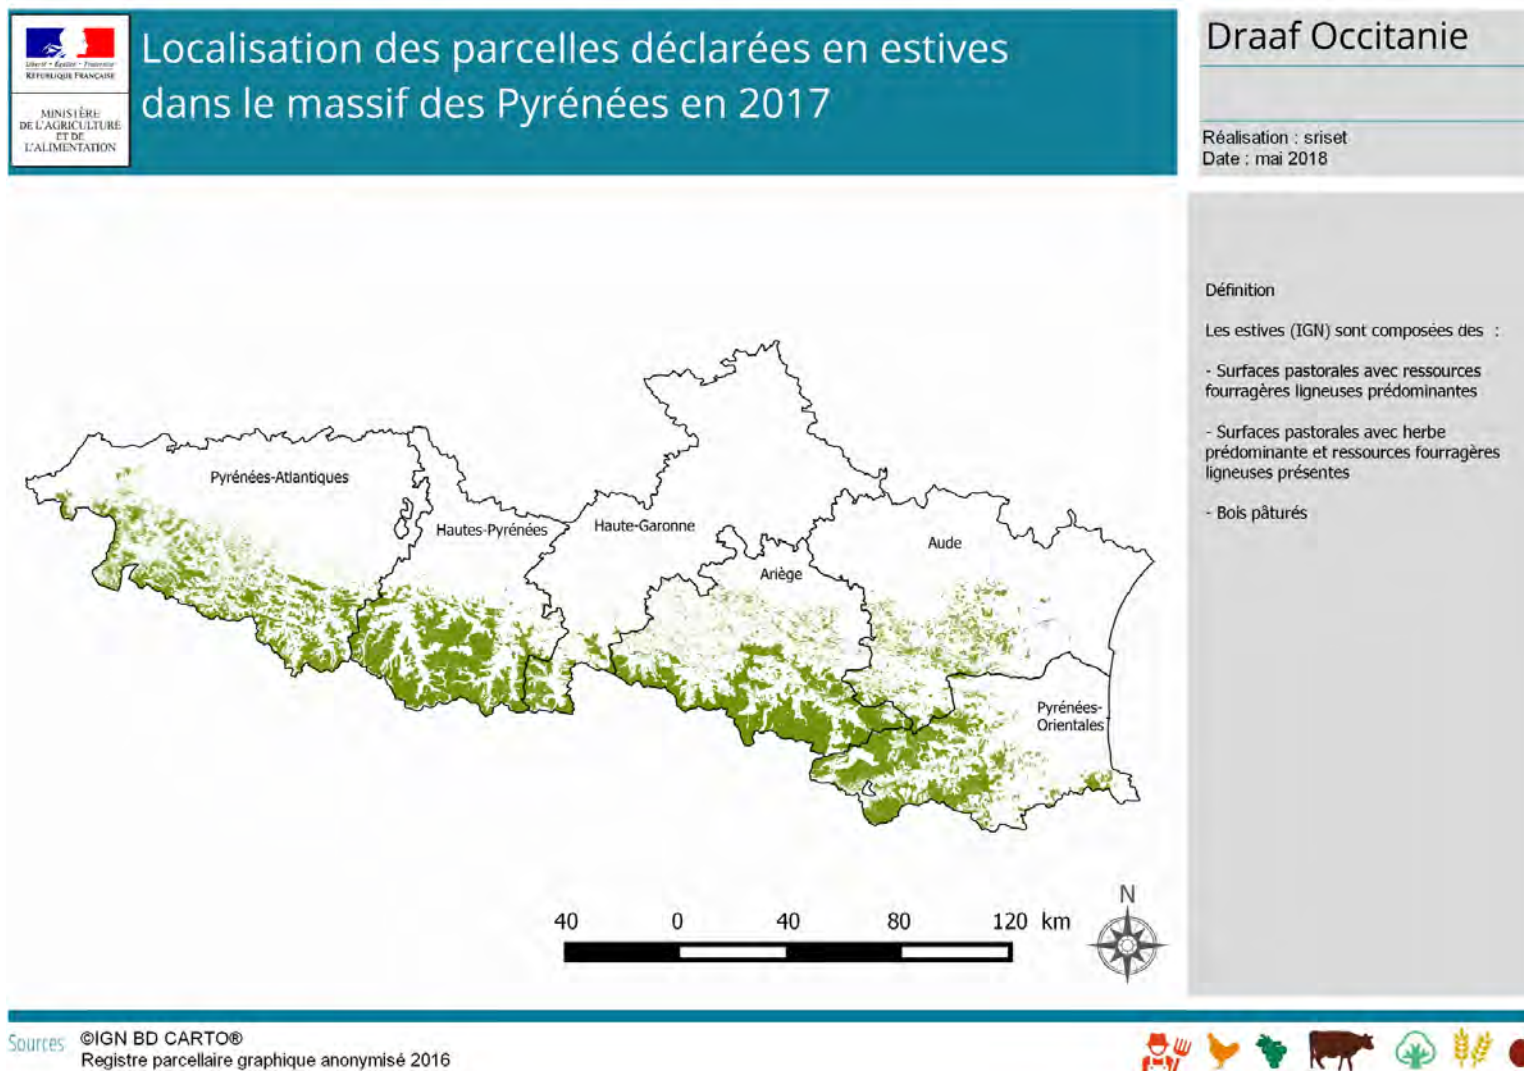 Liberté • Égalité • Fraternité
RÉPUBLIQUE FRANÇAISE
MINISTÈRE
DE L'AGRICULTURE
ET DE
L'ALIMENTATION
Localisation des parcelles déclarées en estives
dans le massif des Pyrénées en 2017
Draaf Occitanie
Réalisation : sriset
Date : mai 2018
Définition
Les estives (IGN) sont composées des :
- Surfaces pastorales avec ressources
fourragères ligneuses prédominantes
- Surfaces pastorales avec herbe
prédominante et ressources fourragères
ligneuses présentes
- Bois pâturés
Pyrénées-Atlantiques
Hautes-Pyrénées
Haute-Garonne
Ariège
Aude
Pyrénées-
Orientales
40 0 40 80 120 km
N
Sources ©IGN BD CARTO®
Registre parcellaire graphique anonymisé 2016